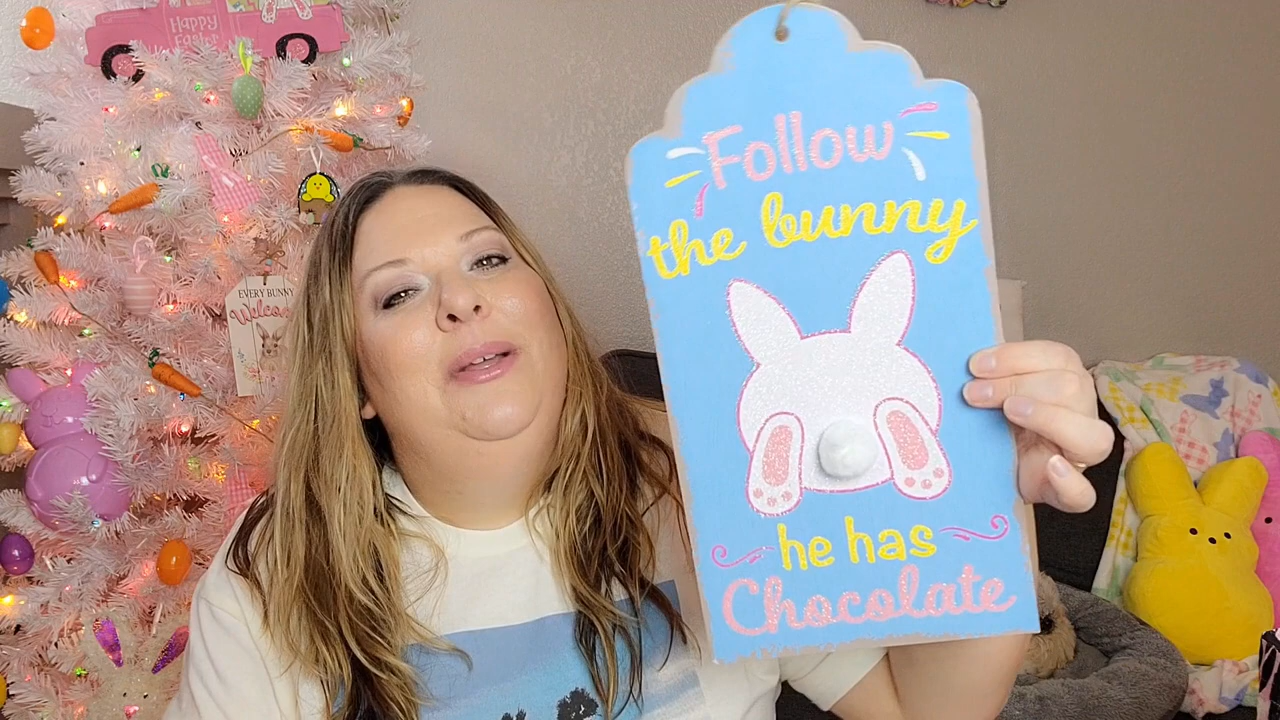 Happy
Easter
EVERY BUNNY
Welcome
Follow
the bunny
he has
Chocolate